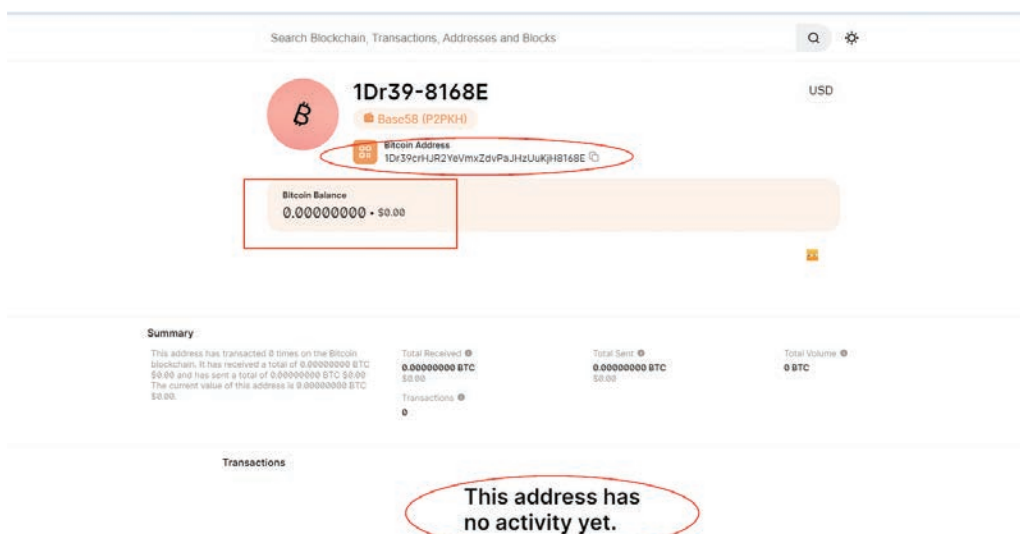 Search Blockchain, Transactions, Addresses and Blocks
1Dr39-8168E
USD
Base58 (P2PKH)
Bitcoin Address
1Dr39crHJR2YeVmxZdvPaJHzUuKjH8168E
Bitcoin Balance
0.00000000 • $0.00
Summary
This address has transacted 0 times on the Bitcoin
blockchain. It has received a total of 0.00000000 BTC
$0.00 and has sent a total of 0.00000000 BTC $0.00
The current value of this address is 0.00000000 BTC
$0.00.
Total Received
0.00000000 BTC
$0.00
Total Sent
0.00000000 BTC
$0.00
Total Volume
0 BTC
Transactions
0
Transactions
This address has
no activity yet.